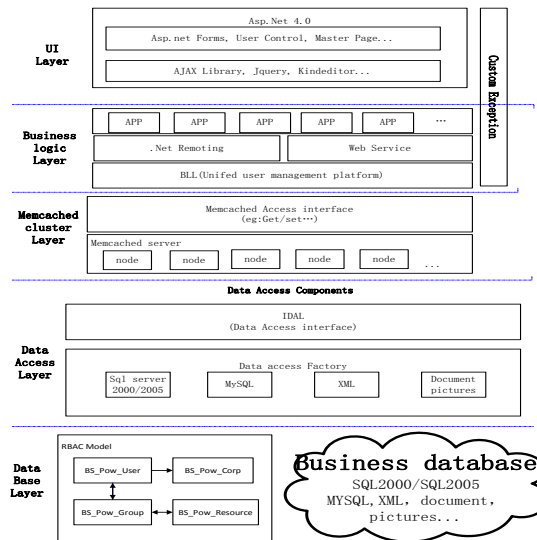 Asp.Net 4.0
Asp.net Forms, User Control, Master Page...
AJAX Library, Jquery, Kindeditor...
UI
Layer
Custom Exception
APP APP APP APP APP ...
.Net Remoting Web Service
BLL(Unifed user management platform)
Business
logic
Layer
Memcached Access interface
(eg:Get/set...)
Memcached server
node node node node node ...
Memcached
cluster
Layer
Data Access Components
IDAL
(Data Access interface)
Data access Factory
Sql server
2000/2005
MySQL
XML
Document
pictures
Data
Access
Layer
RBAC Model
BS_Pow_User BS_Pow_Corp
BS_Pow_Group BS_Pow_Resource
Data
Base
Layer
Business database
SQL2000/SQL2005
MYSQL,XML, document,
pictures...